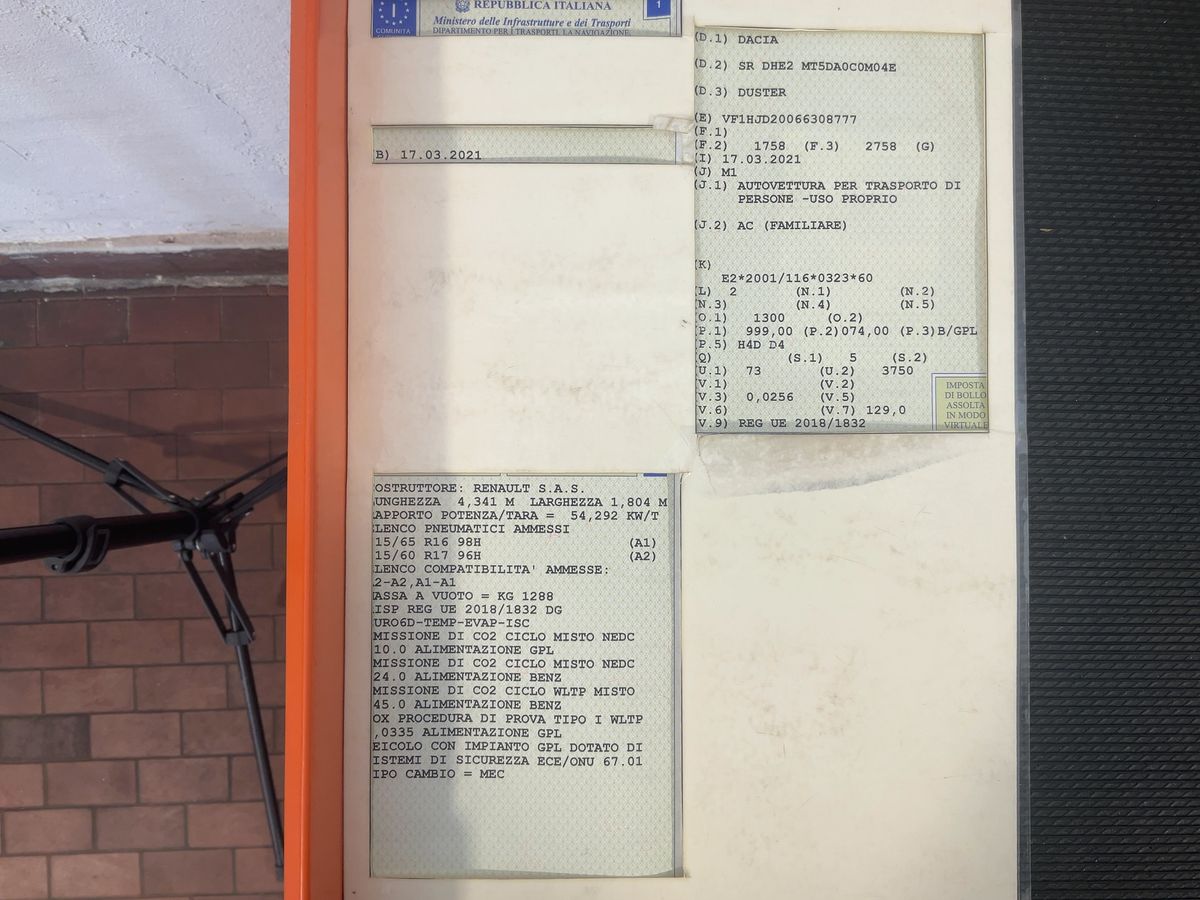 I
COMUNITÀ
REPUBBLICA ITALIANA
Ministero delle Infrastrutture e dei Trasporti
DIPARTIMENTO PER I TRASPORTI, LA NAVIGAZIONE,
1
B) 17.03.2021
OSTRUTTORE: RENAULT S.A.S.
UNGHEZZA 4,341 M LARGHEZZA 1,804 M
APPORTO POTENZA/TARA = 54,292 KW/T
LENCO PNEUMATICI AMMESSI
15/65 R16 98H (A1)
15/60 R17 96H (A2)
LENCO COMPATIBILITA' AMMESSE:
2-A2,A1-A1
ASSA A VUOTO = KG 1288
ISP REG UE 2018/1832 DG
URO6D-TEMP-EVAP-ISC
MISSIONE DI CO2 CICLO MISTO NEDC
10.0 ALIMENTAZIONE GPL
MISSIONE DI CO2 CICLO MISTO NEDC
24.0 ALIMENTAZIONE BENZ
MISSIONE DI CO2 CICLO WLTP MISTO
45.0 ALIMENTAZIONE BENZ
OX PROCEDURA DI PROVA TIPO I WLTP
,0335 ALIMENTAZIONE GPL
EICOLO CON IMPIANTO GPL DOTATO DI
ISTEMI DI SICUREZZA ECE/ONU 67.01
IPO CAMBIO = MEC
(D.1) DACIA
(D.2) SR DHE2 MT5DA0C0M04E
(D.3) DUSTER
(E) VF1HJD20066308777
(F.1)
(F.2) 1758 (F.3) 2758 (G)
(I) 17.03.2021
(J) M1
(J.1) AUTOVETTURA PER TRASPORTO DI
PERSONE -USO PROPRIO
(J.2) AC (FAMILIARE)
(K)
E2*2001/116*0323*60
(L) 2 (N.1) (N.2)
(N.3) (N.4) (N.5)
(O.1) 1300 (O.2)
(P.1) 999,00 (P.2)074,00 (P.3)B/GPL
(P.5) H4D D4
(Q) (S.1) 5 (S.2)
(U.1) 73 (U.2) 3750
(V.1) (V.2)
(V.3) 0,0256 (V.5)
(V.6) (V.7) 129,0
(V.9) REG UE 2018/1832
IMPOSTA
DI BOLLO
ASSOLTA
IN MODO
VIRTUALE